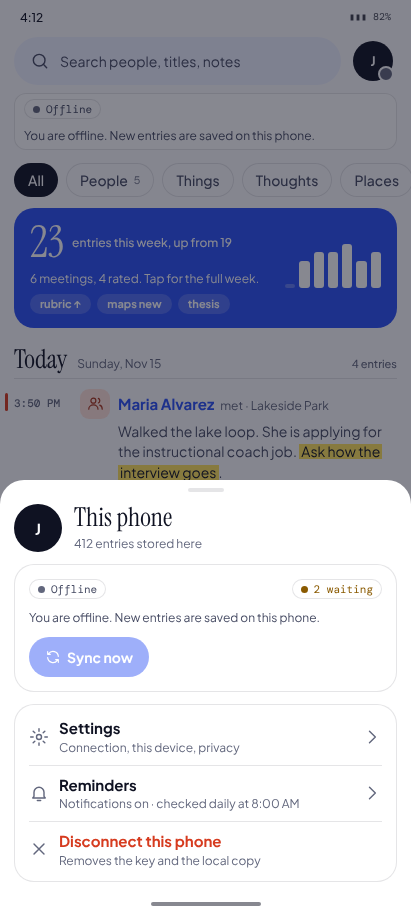 4:12
82%
Search people, titles, notes
J
Offline
You are offline. New entries are saved on this phone.
All
People 5
Things
Thoughts
Places
23 entries this week, up from 19
6 meetings, 4 rated. Tap for the full week.
rubric ↑
maps new
thesis
Today Sunday, Nov 15
4 entries
3:50 PM
Maria Alvarez met · Lakeside Park
Walked the lake loop. She is applying for
the instructional coach job. Ask how the
interview goes.
J
This phone
412 entries stored here
Offline
2 waiting
You are offline. New entries are saved on this phone.
Sync now
Settings
Connection, this device, privacy
Reminders
Notifications on · checked daily at 8:00 AM
Disconnect this phone
Removes the key and the local copy